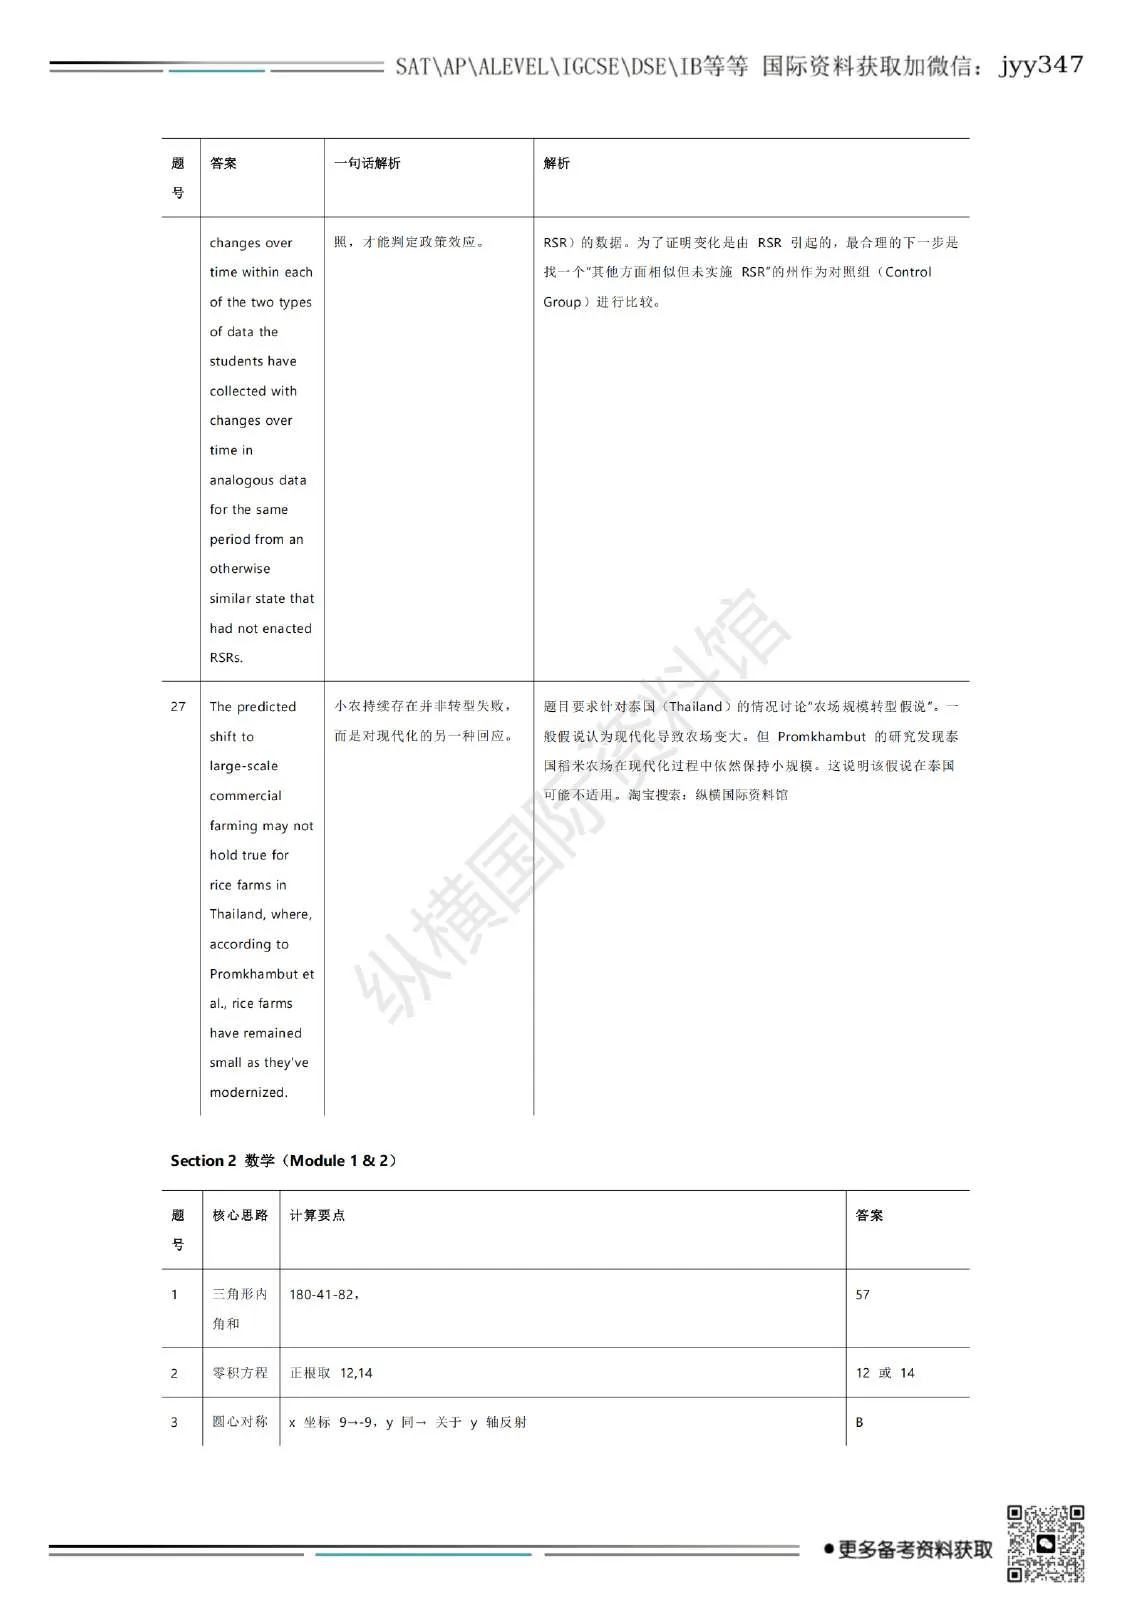 SAT\AP\ALEVEL\IGCSE\DSE\IB等等 国际资料获取加微信：jyy347
题号 答案 一句话解析 解析
changes over
time within each
of the two types
of data the
students have
collected with
changes over
time in
analogous data
for the same
period from an
otherwise
similar state that
had not enacted
RSRs.
照，才能判定政策效应。
RSR）的数据。为了证明变化是由 RSR 引起的，最合理的下一步是
找一个“其他方面相似但未实施 RSR”的州作为对照组（Control
Group）进行比较。
27
The predicted
shift to
large-scale
commercial
farming may not
hold true for
rice farms in
Thailand, where,
according to
Promkhambut et
al., rice farms
have remained
small as they've
modernized.
小农持续存在并非转型失败，
而是对现代化的另一种回应。
题目要求针对泰国（Thailand）的情况讨论“农场规模转型假说”。一
般假说认为现代化导致农场变大。但 Promkhambut 的研究发现泰
国稻米农场在现代化过程中依然保持小规模。这说明该假说在泰国
可能不适用。淘宝搜索：纵横国际资料馆
纵横国际资料馆
Section 2 数学（Module 1 & 2）
题号 核心思路 计算要点 答案
1 三角形内角和 180-41-82， 57
2 零积方程 正根取 12,14 12 或 14
3 圆心对称 x 坐标 9→-9，y 同→ 关于 y 轴反射 B
●更多备考资料获取